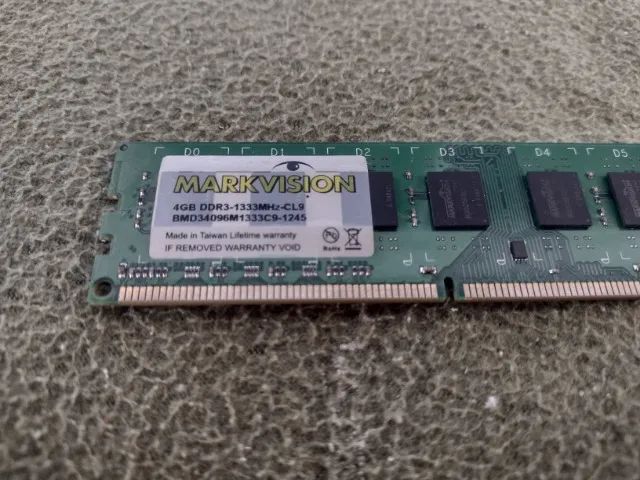 D0 D1 D2 D3 D4 D5
MARKVISION
4GB DDR3-1333MHz-CL9
BMD34096M1333C9-1245
Made in Taiwan Lifetime warranty
IF REMOVED WARRANTY VOID
RoHS